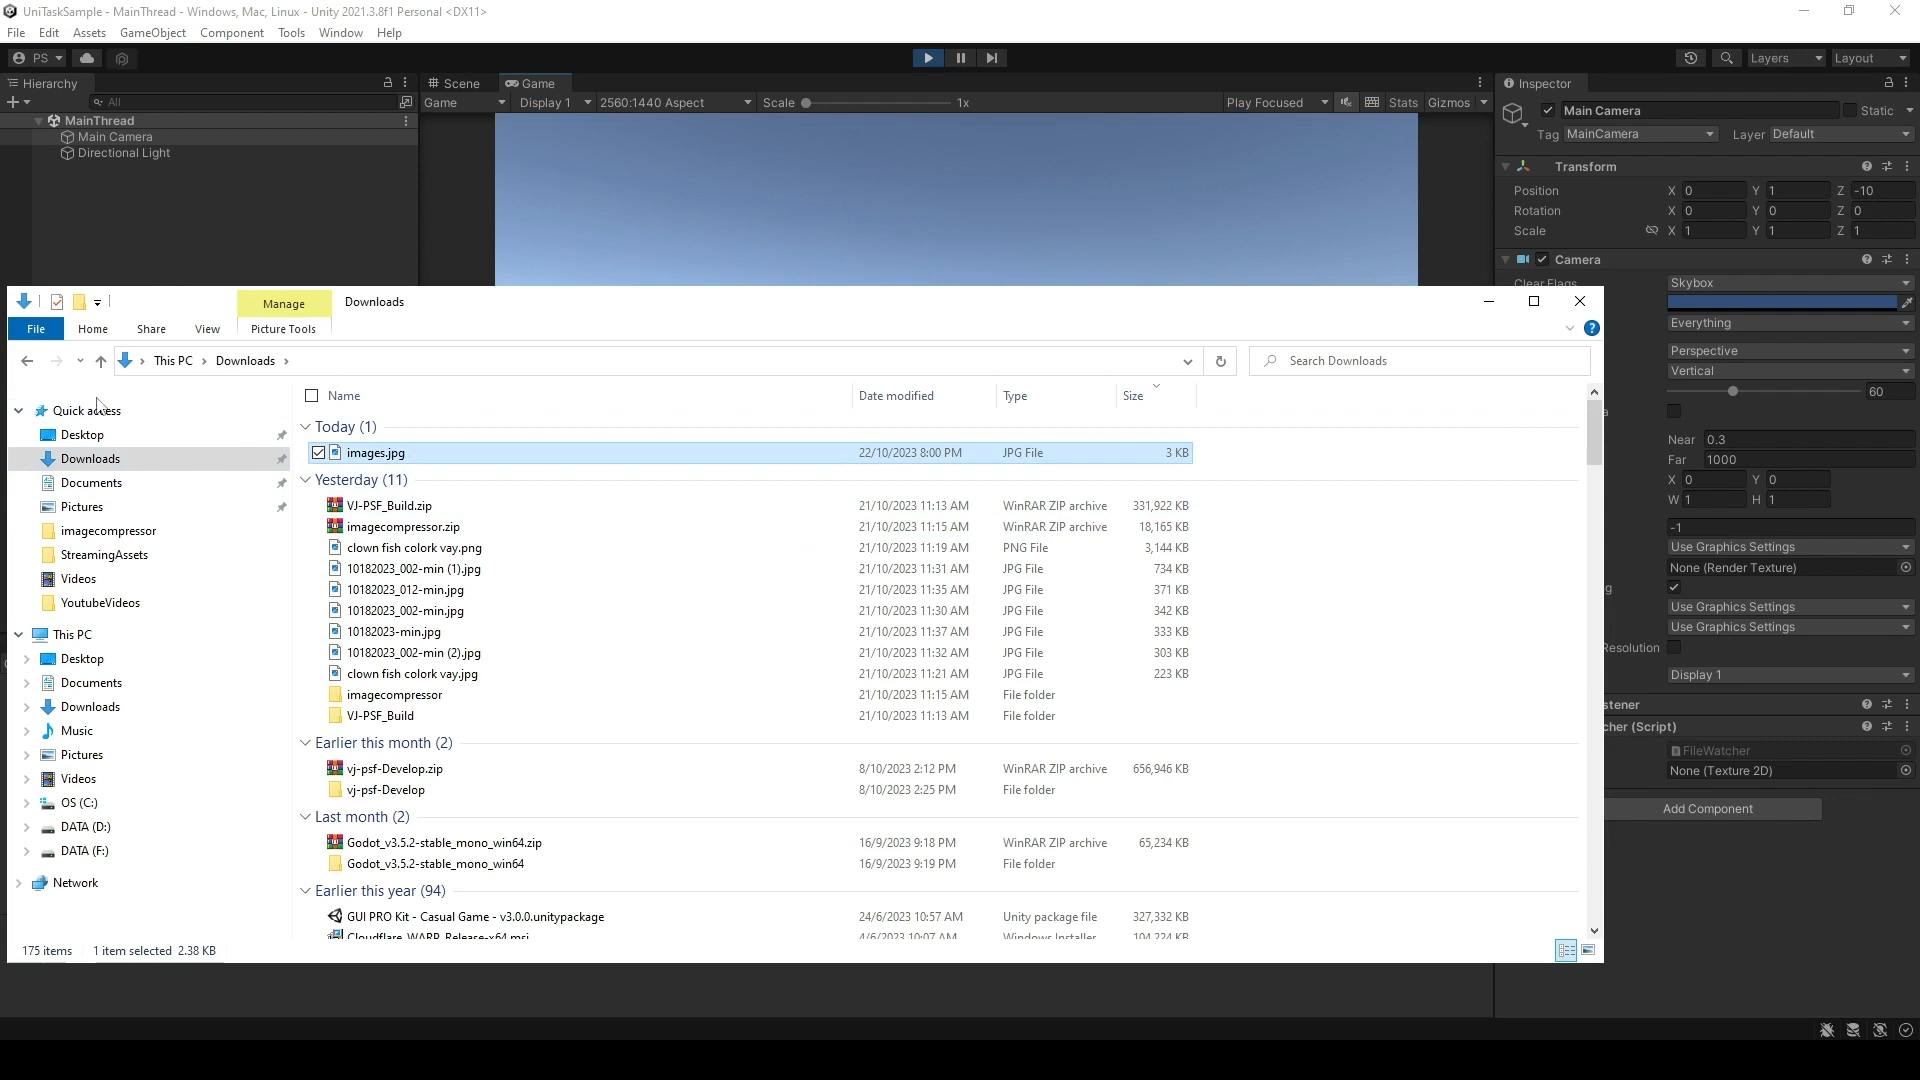 UniTaskSample - MainThread - Windows, Mac, Linux - Unity 2021.3.8f1 Personal <DX11>
File Edit Assets GameObject Component Tools Window Help
PS Layers Layout
Hierarchy Scene Game Inspector
All Game Display 1 2560:1440 Aspect Scale 1x Play Focused Stats Gizmos
Main Camera Static
MainThread
Main Camera
Directional Light
Tag MainCamera Layer Default
Transform
Position X 0 Y 1 Z -10
Rotation X 0 Y 0 Z 0
Scale X 1 Y 1 Z 1
Camera
Clear Flags Skybox
Everything
Perspective
Vertical
60
Near 0.3
Far 1000
X 0 Y 0
W 1 H 1
-1
Use Graphics Settings
None (Render Texture)
g
Use Graphics Settings
Use Graphics Settings
Resolution
Display 1
stener
cher (Script)
FileWatcher
None (Texture 2D)
Add Component
Manage Downloads
File Home Share View Picture Tools
This PC Downloads Search Downloads
Quick access
Desktop
Downloads
Documents
Pictures
imagecompressor
StreamingAssets
Videos
YoutubeVideos
This PC
Desktop
Documents
Downloads
Music
Pictures
Videos
OS (C:)
DATA (D:)
DATA (F:)
Network
Name Date modified Type Size
Today (1)
images.jpg 22/10/2023 8:00 PM JPG File 3 KB
Yesterday (11)
VJ-PSF_Build.zip 21/10/2023 11:13 AM WinRAR ZIP archive 331,922 KB
imagecompressor.zip 21/10/2023 11:15 AM WinRAR ZIP archive 18,165 KB
clown fish colork vay.png 21/10/2023 11:19 AM PNG File 3,144 KB
10182023_002-min (1).jpg 21/10/2023 11:31 AM JPG File 734 KB
10182023_012-min.jpg 21/10/2023 11:35 AM JPG File 371 KB
10182023_002-min.jpg 21/10/2023 11:30 AM JPG File 342 KB
10182023-min.jpg 21/10/2023 11:37 AM JPG File 333 KB
10182023_002-min (2).jpg 21/10/2023 11:32 AM JPG File 303 KB
clown fish colork vay.jpg 21/10/2023 11:21 AM JPG File 223 KB
imagecompressor 21/10/2023 11:15 AM File folder
VJ-PSF_Build 21/10/2023 11:13 AM File folder
Earlier this month (2)
vj-psf-Develop.zip 8/10/2023 2:12 PM WinRAR ZIP archive 656,946 KB
vj-psf-Develop 8/10/2023 2:25 PM File folder
Last month (2)
Godot_v3.5.2-stable_mono_win64.zip 16/9/2023 9:18 PM WinRAR ZIP archive 65,234 KB
Godot_v3.5.2-stable_mono_win64 16/9/2023 9:19 PM File folder
Earlier this year (94)
GUI PRO Kit - Casual Game - v3.0.0.unitypackage 24/6/2023 10:57 AM Unity package file 327,332 KB
Cloudflare_WARP_Release-x64.msi 4/6/2023 10:07 AM Windows Installer 104,224 KB
175 items 1 item selected 2.38 KB